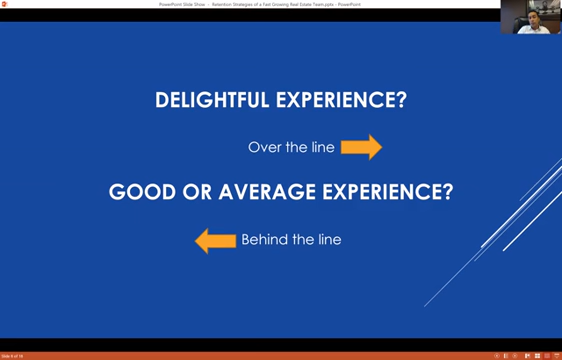 PowerPoint Slide Show - Retention Strategies of a Fast Growing Real Estate Team.pptx - PowerPoint
DELIGHTFUL EXPERIENCE?
Over the line
GOOD OR AVERAGE EXPERIENCE?
Behind the line